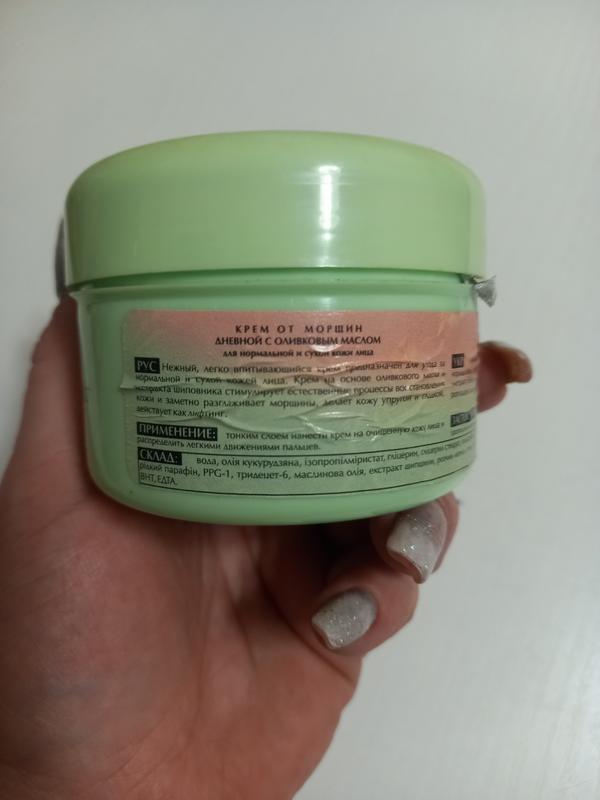 КРЕМ ОТ МОРЩИН
ДНЕВНОЙ С ОЛИВКОВЫМ МАСЛОМ
для нормальной и сухой кожи лица
РУС Нежный, легко впитывающийся крем предназначен для ухода за
нормальной и сухой кожей лица. Крем на основе оливкового масла и
экстракта шиповника стимулирует естественные процессы восстановления
кожи и заметно разглаживает морщины, делает кожу упругой и гладкой,
действует как лифтинг.
ПРИМЕНЕНИЕ: тонким слоем нанести крем на очищенную кожу лица и
распределить легкими движениями пальцев.
СКЛАД: вода, олія кукурудзяна, ізопропілміристат, гліцерин,
рідкий парафін, PPG-1, тридецет-6, маслинова олія, екстракт шипшини,
BHT, ЕДТА.
УКР